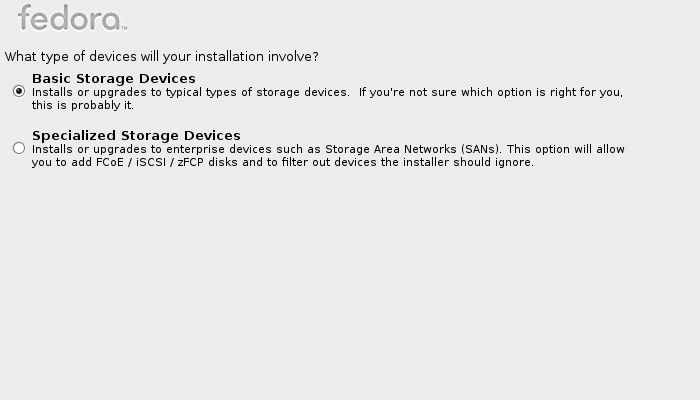 fedora™
What type of devices will your installation involve?
Basic Storage Devices
Installs or upgrades to typical types of storage devices.  If you're not sure which option is right for you,
this is probably it.
Specialized Storage Devices
Installs or upgrades to enterprise devices such as Storage Area Networks (SANs). This option will allow
you to add FCoE / iSCSI / zFCP disks and to filter out devices the installer should ignore.